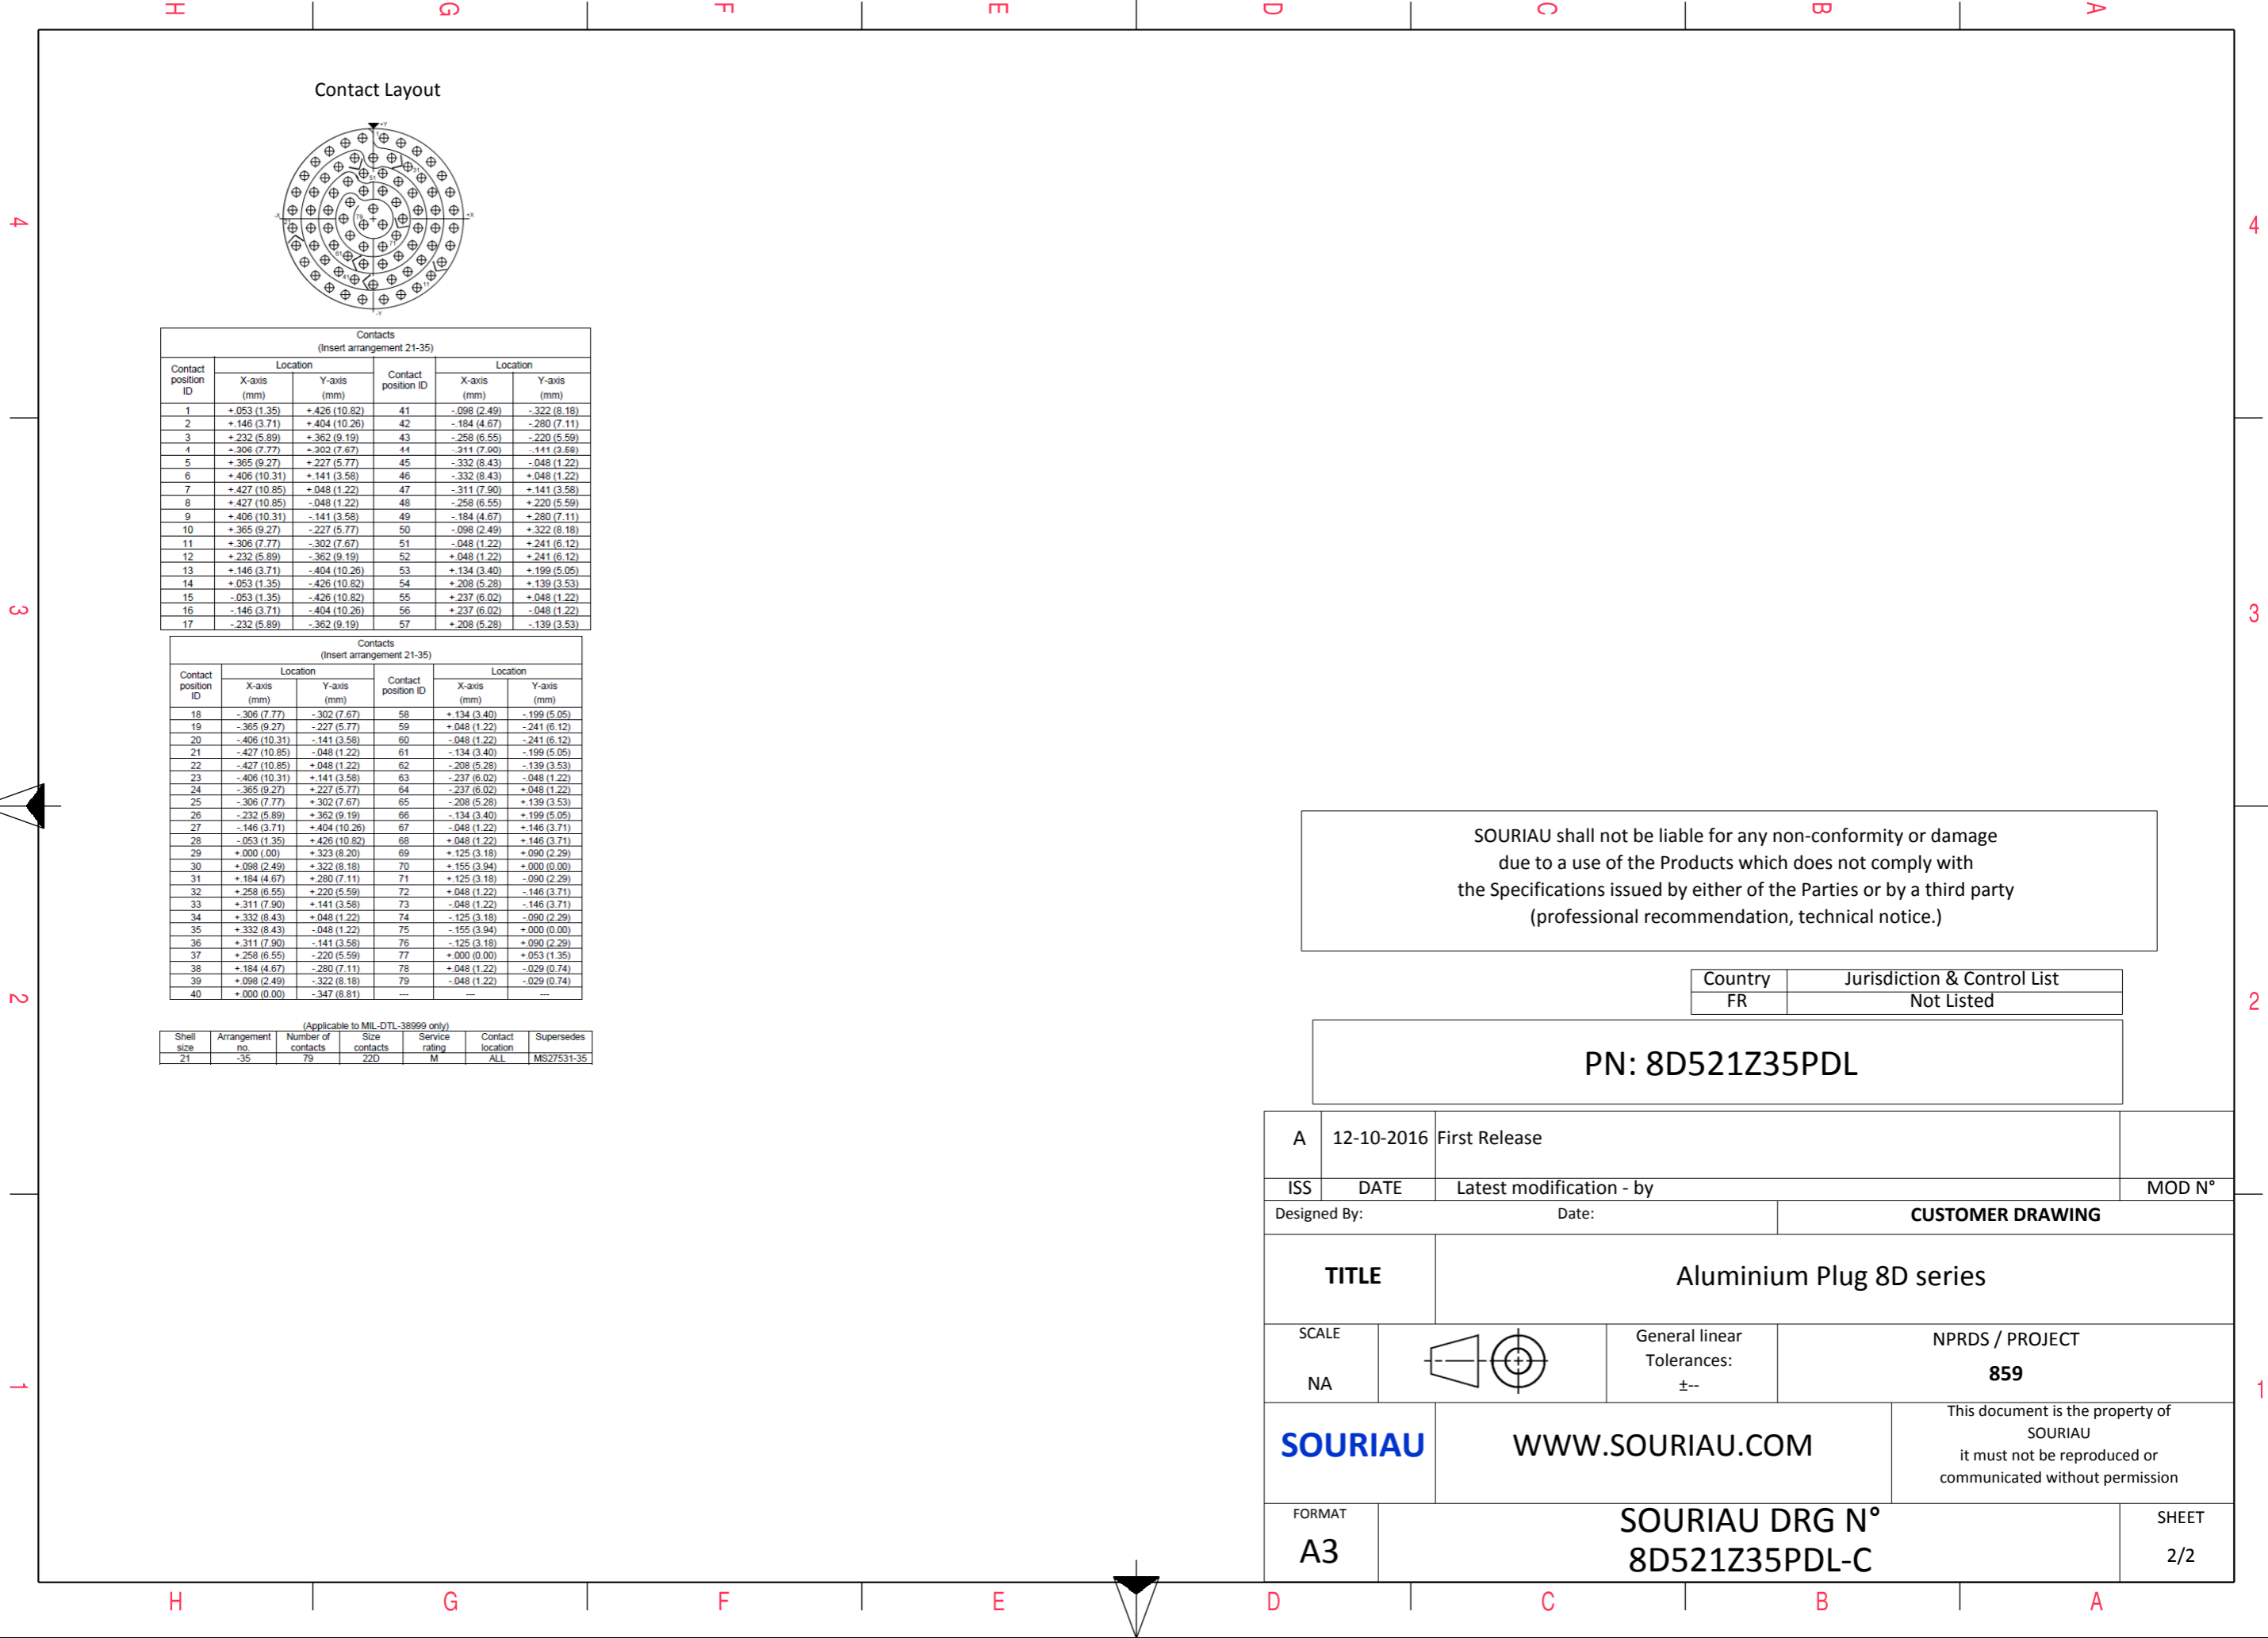 H G F E D C B A
Contact Layout
+Y
-X +X
-Y
1
31
51
79
21
71
61
41
11
4 4
3 3
2 2
1 1
Contacts
(Insert arrangement 21-35)
Contact position ID | Location | Contact position ID | Location
X-axis (mm) | Y-axis (mm) | X-axis (mm) | Y-axis (mm)
1 +.053 (1.35) +.426 (10.82) 41 -.098 (2.49) -.322 (8.18)
2 +.146 (3.71) +.404 (10.26) 42 -.184 (4.67) -.280 (7.11)
3 +.232 (5.89) +.362 (9.19) 43 -.258 (6.55) -.220 (5.59)
4 +.306 (7.77) +.302 (7.67) 44 -.311 (7.90) -.141 (3.58)
5 +.365 (9.27) +.227 (5.77) 45 -.332 (8.43) -.048 (1.22)
6 +.406 (10.31) +.141 (3.58) 46 -.332 (8.43) +.048 (1.22)
7 +.427 (10.85) +.048 (1.22) 47 -.311 (7.90) +.141 (3.58)
8 +.427 (10.85) -.048 (1.22) 48 -.258 (6.55) +.220 (5.59)
9 +.406 (10.31) -.141 (3.58) 49 -.184 (4.67) +.280 (7.11)
10 +.365 (9.27) -.227 (5.77) 50 -.098 (2.49) +.322 (8.18)
11 +.306 (7.77) -.302 (7.67) 51 -.048 (1.22) +.241 (6.12)
12 +.232 (5.89) -.362 (9.19) 52 +.048 (1.22) +.241 (6.12)
13 +.146 (3.71) -.404 (10.26) 53 +.134 (3.40) +.199 (5.05)
14 +.053 (1.35) -.426 (10.82) 54 +.208 (5.28) +.139 (3.53)
15 -.053 (1.35) -.426 (10.82) 55 +.237 (6.02) +.048 (1.22)
16 -.146 (3.71) -.404 (10.26) 56 +.237 (6.02) -.048 (1.22)
17 -.232 (5.89) -.362 (9.19) 57 +.208 (5.28) -.139 (3.53)
Contacts
(Insert arrangement 21-35)
Contact position ID | Location | Contact position ID | Location
X-axis (mm) | Y-axis (mm) | X-axis (mm) | Y-axis (mm)
18 -.306 (7.77) -.302 (7.67) 58 +.134 (3.40) -.199 (5.05)
19 -.365 (9.27) -.227 (5.77) 59 +.048 (1.22) -.241 (6.12)
20 -.406 (10.31) -.141 (3.58) 60 -.048 (1.22) -.241 (6.12)
21 -.427 (10.85) -.048 (1.22) 61 -.134 (3.40) -.199 (5.05)
22 -.427 (10.85) +.048 (1.22) 62 -.208 (5.28) -.139 (3.53)
23 -.406 (10.31) +.141 (3.58) 63 -.237 (6.02) -.048 (1.22)
24 -.365 (9.27) +.227 (5.77) 64 -.237 (6.02) +.048 (1.22)
25 -.306 (7.77) +.302 (7.67) 65 -.208 (5.28) +.139 (3.53)
26 -.232 (5.89) +.362 (9.19) 66 -.134 (3.40) +.199 (5.05)
27 -.146 (3.71) +.404 (10.26) 67 -.048 (1.22) +.146 (3.71)
28 -.053 (1.35) +.426 (10.82) 68 +.048 (1.22) +.146 (3.71)
29 +.000 (.00) +.323 (8.20) 69 +.125 (3.18) +.090 (2.29)
30 +.098 (2.49) +.322 (8.18) 70 +.155 (3.94) +.000 (0.00)
31 +.184 (4.67) +.280 (7.11) 71 +.125 (3.18) -.090 (2.29)
32 +.258 (6.55) +.220 (5.59) 72 +.048 (1.22) -.146 (3.71)
33 +.311 (7.90) +.141 (3.58) 73 -.048 (1.22) -.146 (3.71)
34 +.332 (8.43) +.048 (1.22) 74 -.125 (3.18) -.090 (2.29)
35 +.332 (8.43) -.048 (1.22) 75 -.155 (3.94) +.000 (0.00)
36 +.311 (7.90) -.141 (3.58) 76 -.125 (3.18) +.090 (2.29)
37 +.258 (6.55) -.220 (5.59) 77 +.000 (0.00) +.053 (1.35)
38 +.184 (4.67) -.280 (7.11) 78 +.048 (1.22) -.029 (0.74)
39 +.098 (2.49) -.322 (8.18) 79 -.048 (1.22) -.029 (0.74)
40 +.000 (0.00) -.347 (8.81) --- --- ---
(Applicable to MIL-DTL-38999 only)
Shell size | Arrangement no. | Number of contacts | Size contacts | Service rating | Contact location | Supersedes
21 -35 79 22D M ALL MS27531-35
SOURIAU shall not be liable for any non-conformity or damage
due to a use of the Products which does not comply with
the Specifications issued by either of the Parties or by a third party
(professional recommendation, technical notice.)
Country Jurisdiction & Control List
FR Not Listed
PN: 8D521Z35PDL
A 12-10-2016 First Release
ISS DATE Latest modification - by MOD N°
Designed By: Date: CUSTOMER DRAWING
TITLE Aluminium Plug 8D series
SCALE
NA
General linear
Tolerances:
±--
NPRDS / PROJECT
859
SOURIAU
WWW.SOURIAU.COM
This document is the property of
SOURIAU
it must not be reproduced or
communicated without permission
FORMAT
A3
SOURIAU DRG N°
8D521Z35PDL-C
SHEET
2/2
H G F E D C B A